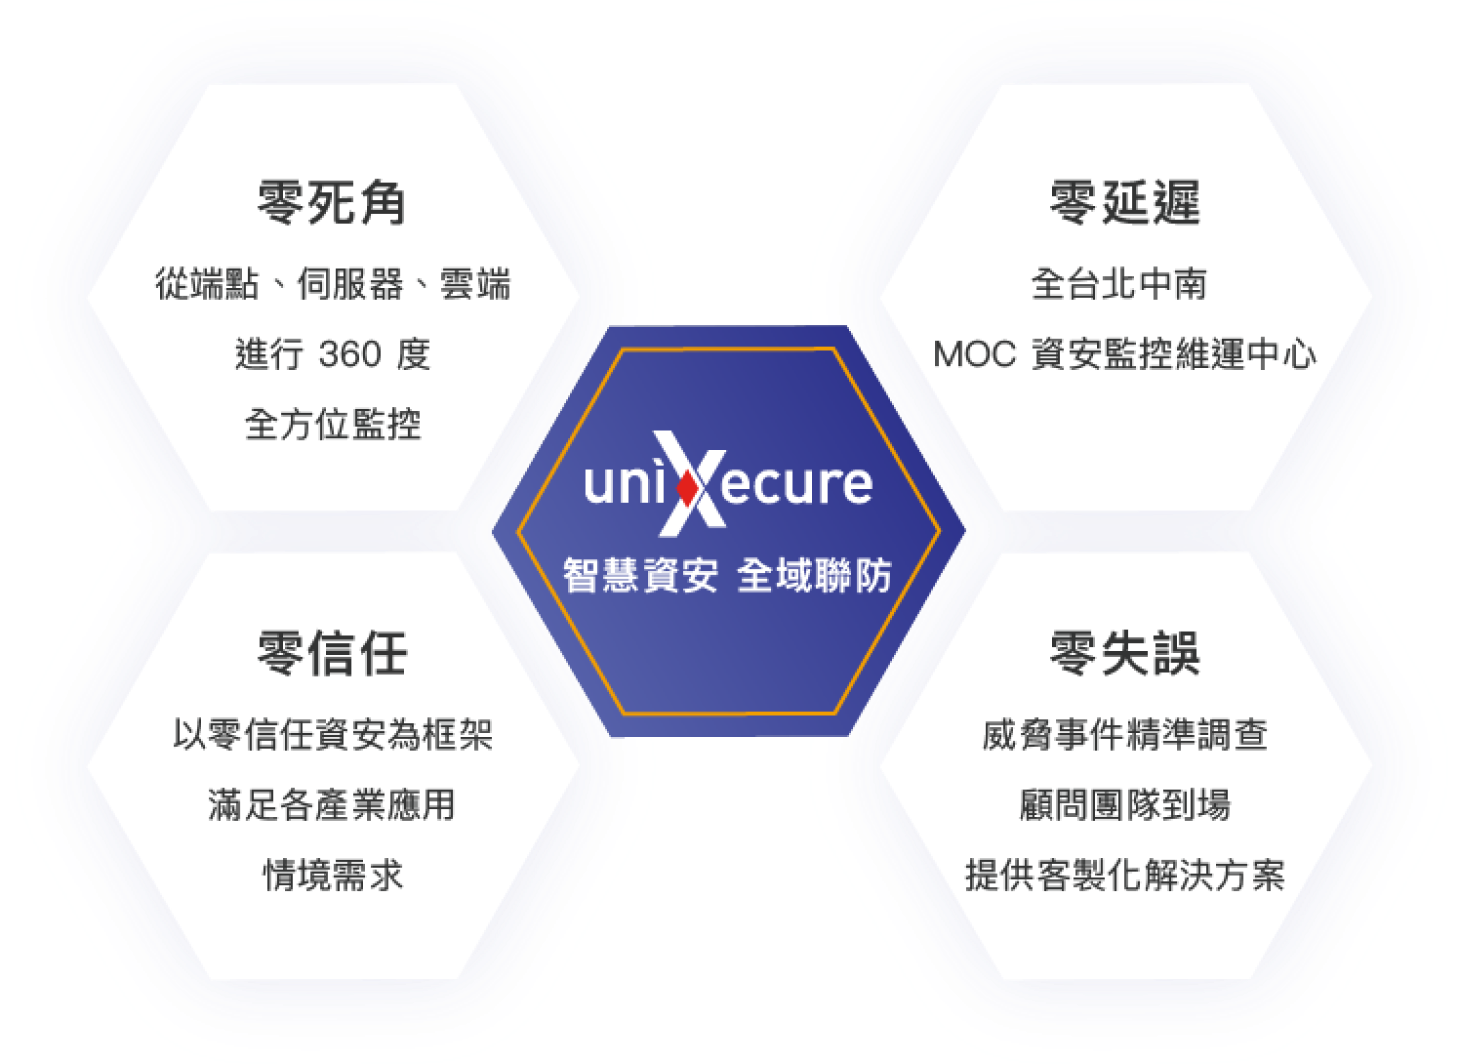 零死角
從端點、伺服器、雲端
進行 360 度
全方位監控
零延遲
全台北中南
MOC 資安監控維運中心
uniXecure
智慧資安 全域聯防
零信任
以零信任資安為框架
滿足各產業應用
情境需求
零失誤
威脅事件精準調查
顧問團隊到場
提供客製化解決方案